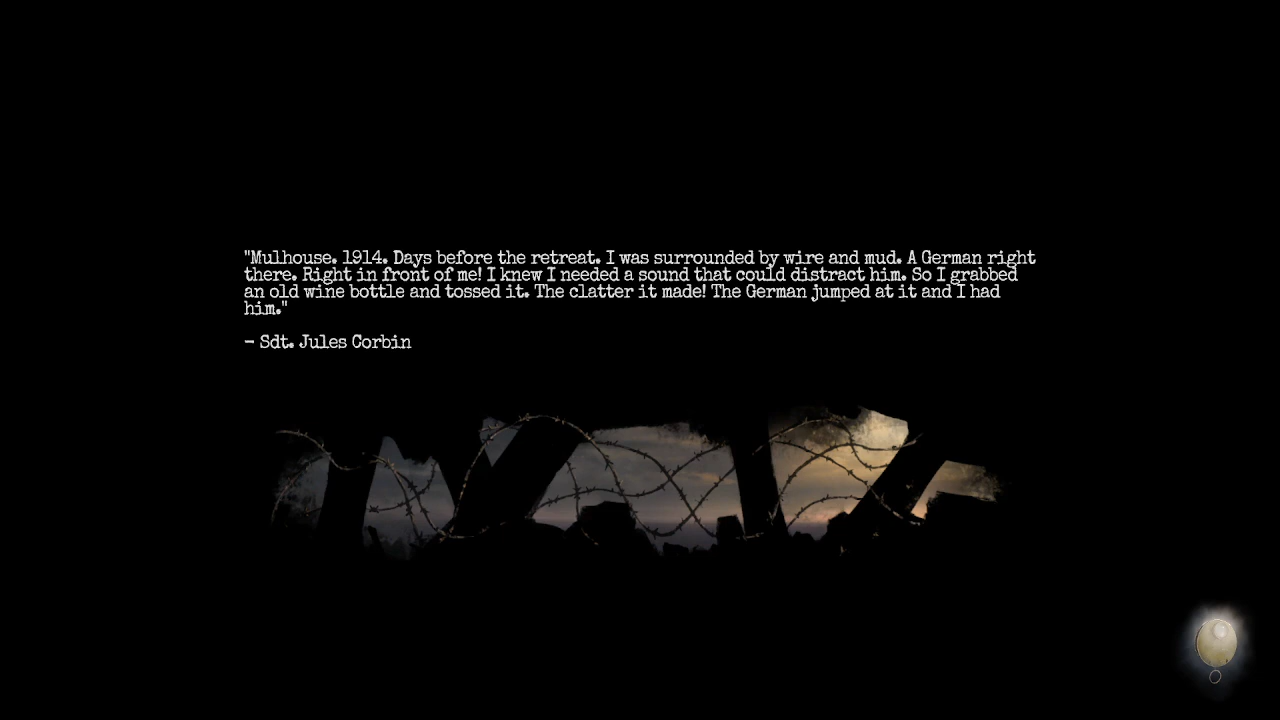 "Mulhouse. 1914. Days before the retreat. I was surrounded by wire and mud. A German right
there. Right in front of me! I knew I needed a sound that could distract him. So I grabbed
an old wine bottle and tossed it. The clatter it made! The German jumped at it and I had
him."
- Sdt. Jules Corbin